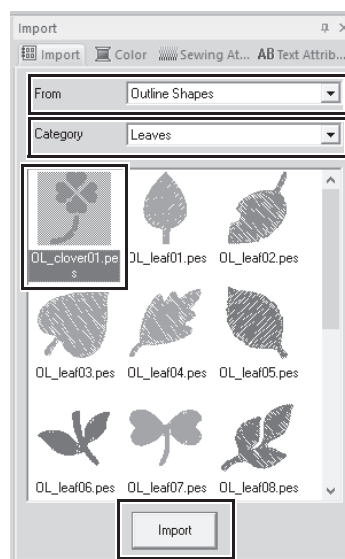 Import
Import Color Sewing At... AB Text Attrib...
From Outline Shapes
Category Leaves
OL_clover01.pe
s
OL_leaf01.pes OL_leaf02.pes
OL_leaf03.pes OL_leaf04.pes OL_leaf05.pes
OL_leaf06.pes OL_leaf07.pes OL_leaf08.pes
Import